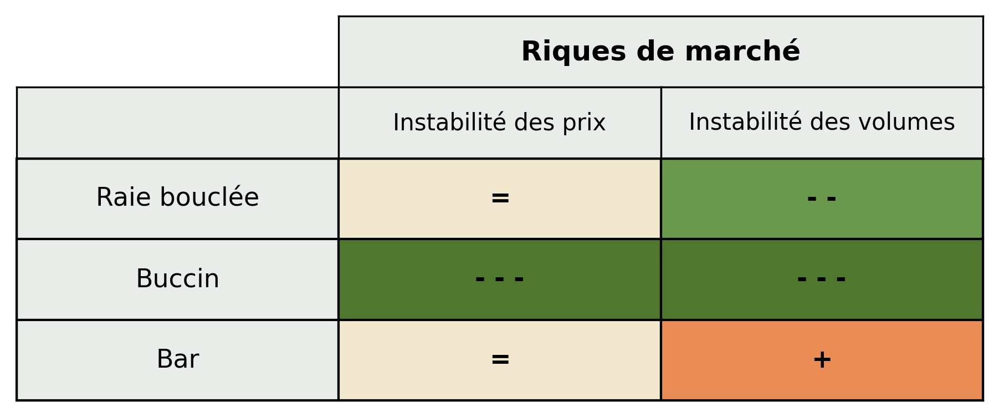 Riques de marché
Instabilité des prix Instabilité des volumes
Raie bouclée = - -
Buccin - - - - - -
Bar = +